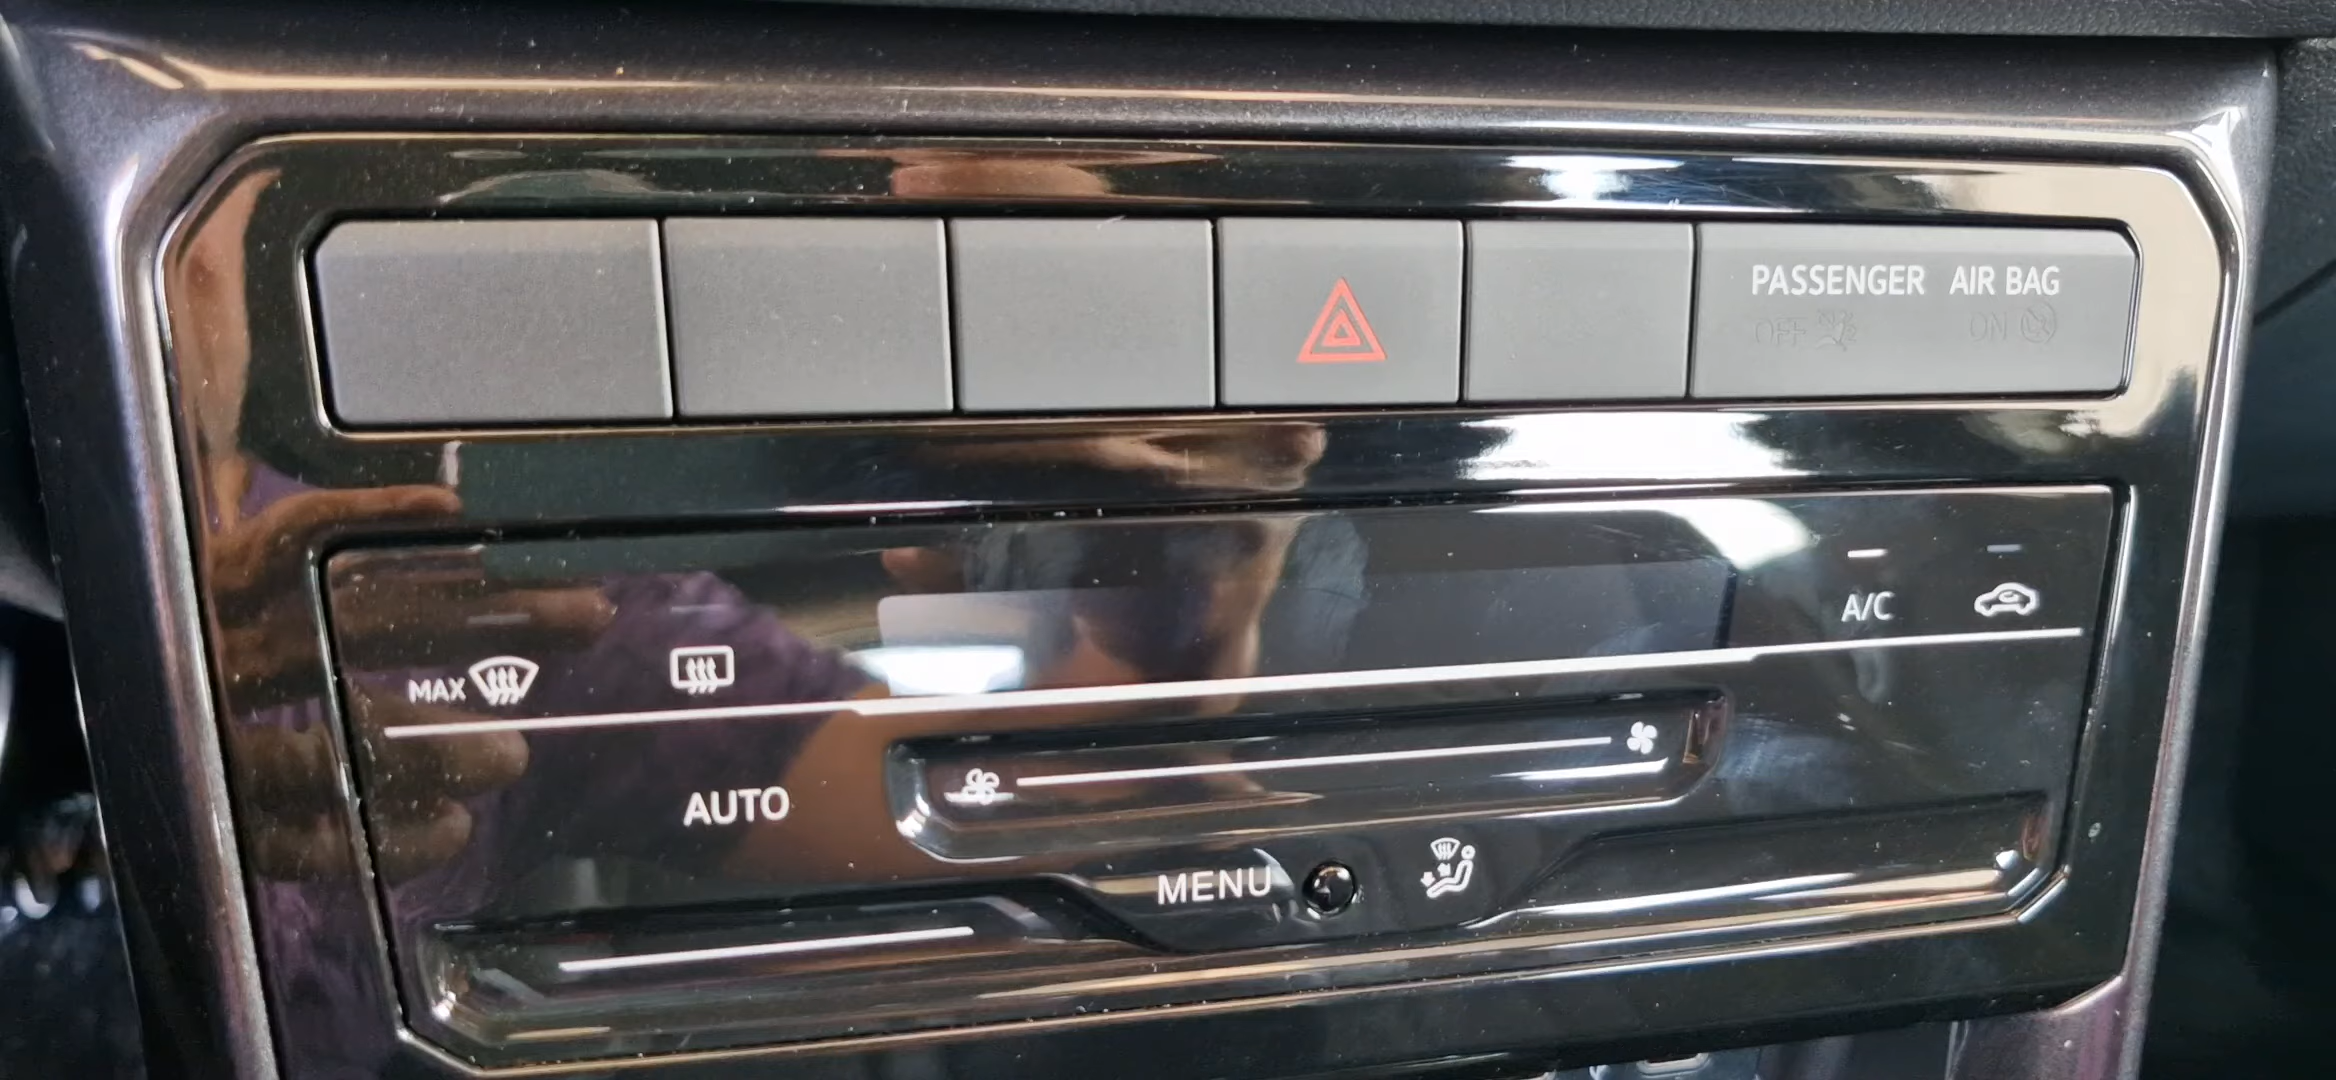 PASSENGER AIR BAG
OFF ON
A/C
MAX
AUTO
MENU